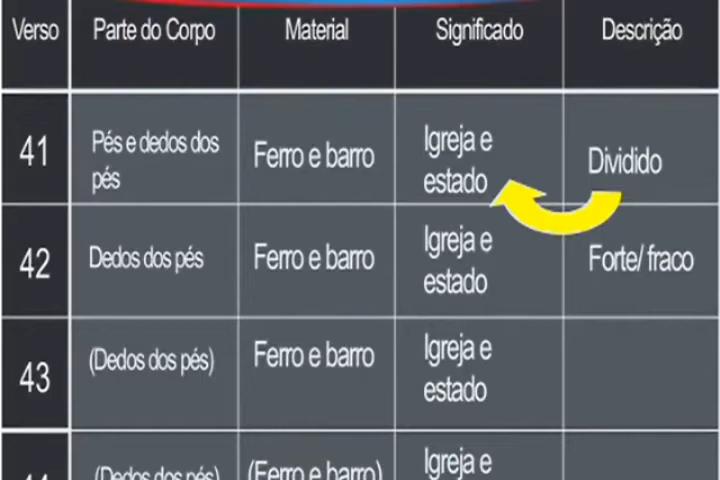 Verso Parte do Corpo Material Significado Descrição
41 Pés e dedos dos pés Ferro e barro Igreja e estado Dividido
42 Dedos dos pés Ferro e barro Igreja e estado Forte/ fraco
43 (Dedos dos pés) Ferro e barro Igreja e estado
(Dedos dos pés) (Ferro e barro) Igreja e